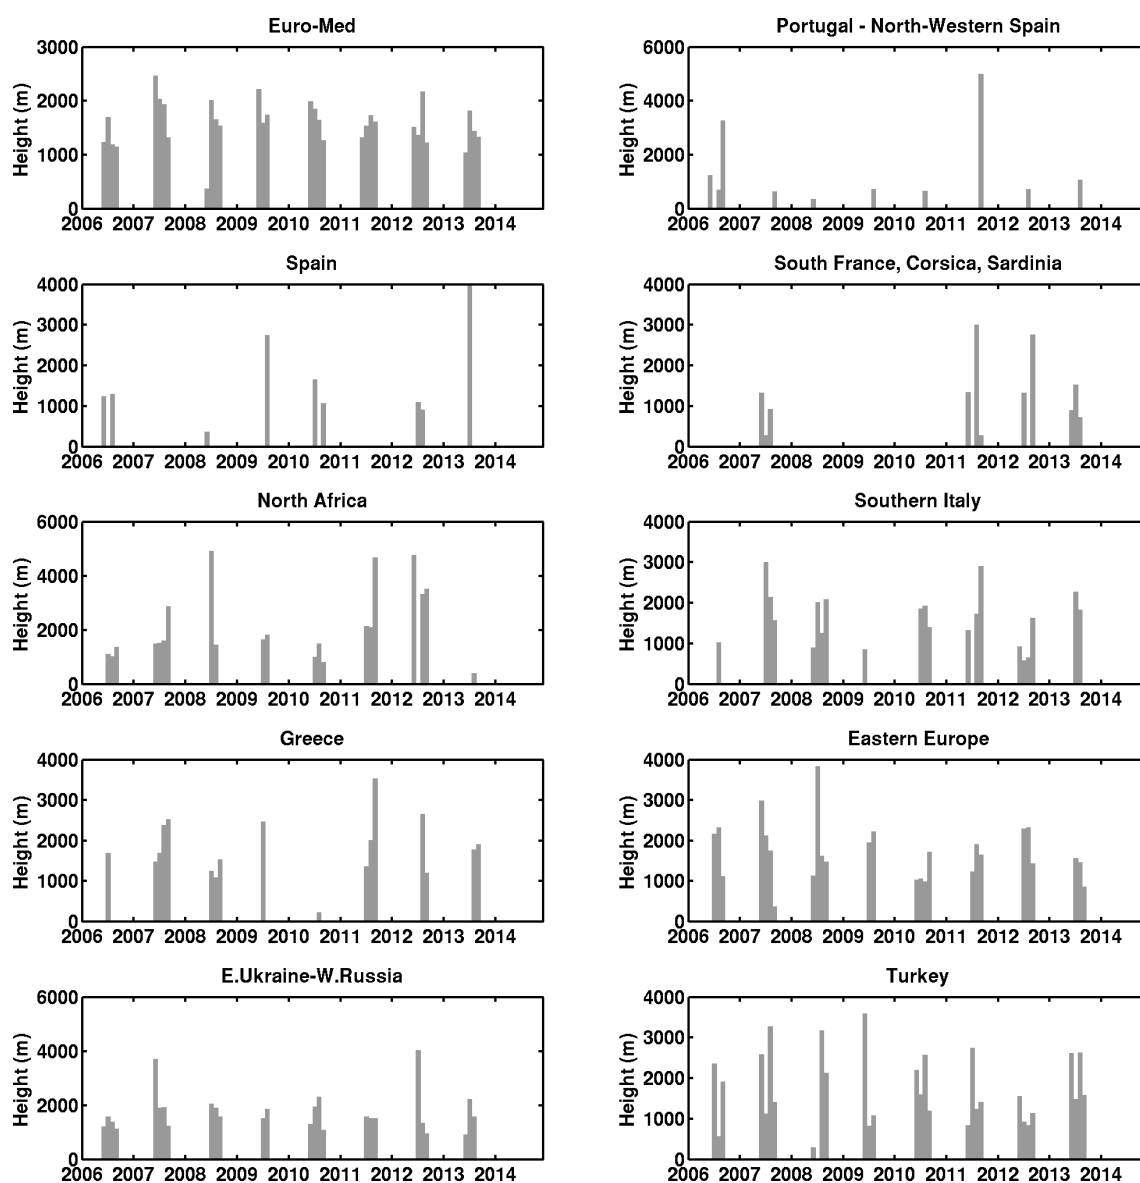 Euro-Med
Height (m)
3000
2000
1000
0
2006 2007 2008 2009 2010 2011 2012 2013 2014
Portugal - North-Western Spain
Height (m)
6000
4000
2000
0
2006 2007 2008 2009 2010 2011 2012 2013 2014
Spain
Height (m)
4000
3000
2000
1000
0
2006 2007 2008 2009 2010 2011 2012 2013 2014
South France, Corsica, Sardinia
Height (m)
4000
3000
2000
1000
0
2006 2007 2008 2009 2010 2011 2012 2013 2014
North Africa
Height (m)
6000
4000
2000
0
2006 2007 2008 2009 2010 2011 2012 2013 2014
Southern Italy
Height (m)
4000
3000
2000
1000
0
2006 2007 2008 2009 2010 2011 2012 2013 2014
Greece
Height (m)
4000
3000
2000
1000
0
2006 2007 2008 2009 2010 2011 2012 2013 2014
Eastern Europe
Height (m)
4000
3000
2000
1000
0
2006 2007 2008 2009 2010 2011 2012 2013 2014
E.Ukraine-W.Russia
Height (m)
6000
4000
2000
0
2006 2007 2008 2009 2010 2011 2012 2013 2014
Turkey
Height (m)
4000
3000
2000
1000
0
2006 2007 2008 2009 2010 2011 2012 2013 2014